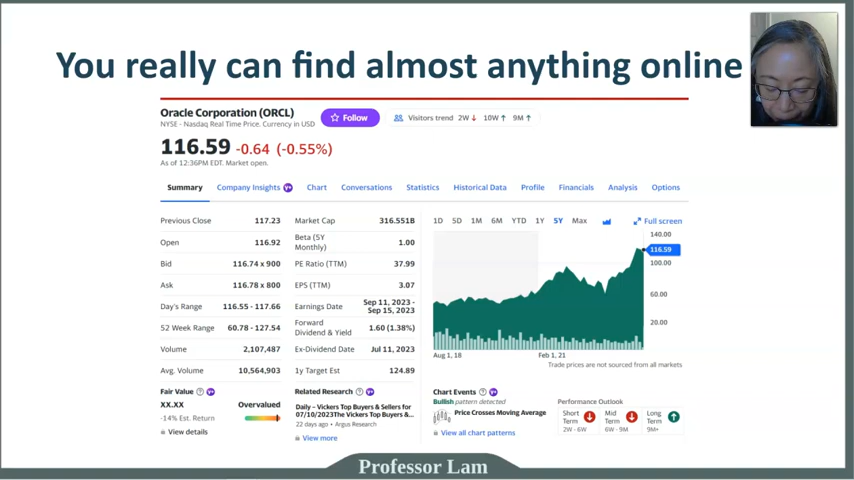 You really can find almost anything online
Oracle Corporation (ORCL)
NYSE - Nasdaq Real Time Price. Currency in USD
Follow
Visitors trend 2W ↓ 10W ↑ 9M ↑
116.59 -0.64 (-0.55%)
As of 12:36PM EDT. Market open.
Summary Company Insights Y+ Chart Conversations Statistics Historical Data Profile Financials Analysis Options
Previous Close 117.23
Open 116.92
Bid 116.74 x 900
Ask 116.78 x 800
Day's Range 116.55 - 117.66
52 Week Range 60.78 - 127.54
Volume 2,107,487
Avg. Volume 10,564,903
Market Cap 316.551B
Beta (5Y
Monthly) 1.00
PE Ratio (TTM) 37.99
EPS (TTM) 3.07
Earnings Date Sep 11, 2023 -
Sep 15, 2023
Forward
Dividend & Yield 1.60 (1.38%)
Ex-Dividend Date Jul 11, 2023
1y Target Est 124.89
1D 5D 1M 6M YTD 1Y 5Y Max Full screen
140.00
116.59
100.00
60.00
20.00
Aug 1, 18 Feb 1, 21
Trade prices are not sourced from all markets
Fair Value Y+
XX.XX Overvalued
-14% Est. Return
View details
Related Research Y+
Daily – Vickers Top Buyers & Sellers for
07/10/2023The Vickers Top Buyers &...
22 days ago • Argus Research
View more
Chart Events Y+
Bullish pattern detected
Price Crosses Moving Average
View all chart patterns
Performance Outlook
Short
Term
2W - 6W
Mid
Term
6W - 9M
Long
Term
9M+
Professor Lam